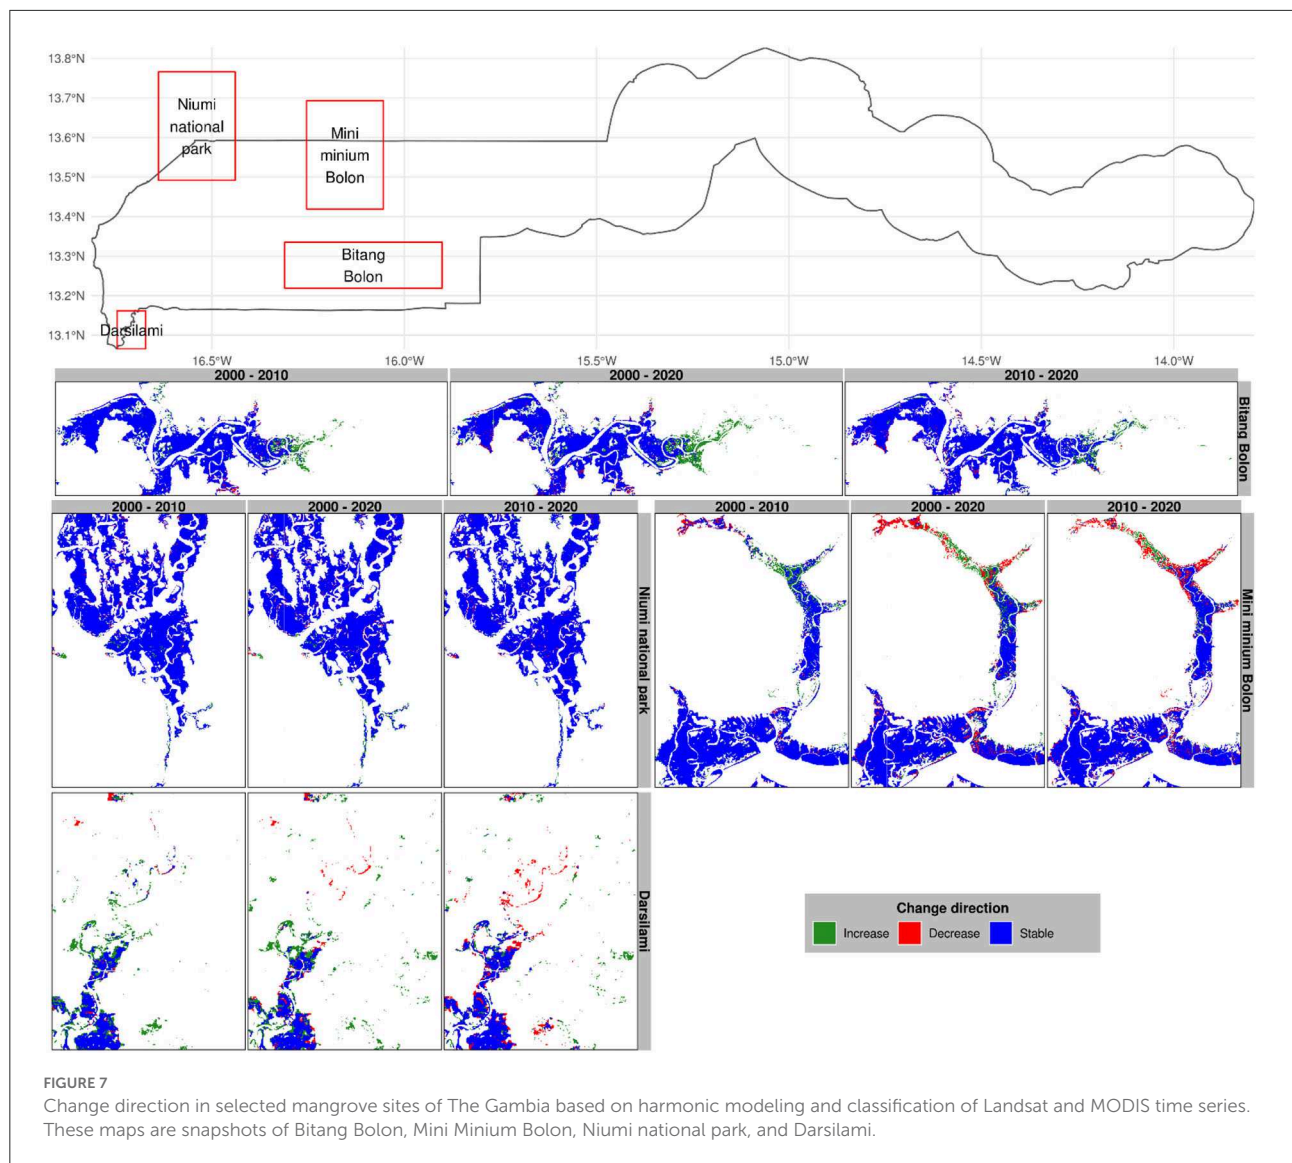 13.8°N
13.7°N
13.6°N
13.5°N
13.4°N
13.3°N
13.2°N
13.1°N
Niumi
national
park
Mini
minium
Bolon
Bitang
Bolon
Darsilami
16.5°W
16.0°W
15.5°W
15.0°W
14.5°W
14.0°W
2000 - 2010
2000 - 2020
2010 - 2020
Bitang Bolon
2000 - 2010
2000 - 2020
2010 - 2020
Niumi national park
2000 - 2010
2000 - 2020
2010 - 2020
Mini minium Bolon
Darsilami
Change direction
Increase
Decrease
Stable
FIGURE 7
Change direction in selected mangrove sites of The Gambia based on harmonic modeling and classification of Landsat and MODIS time series.
These maps are snapshots of Bitang Bolon, Mini Minium Bolon, Niumi national park, and Darsilami.